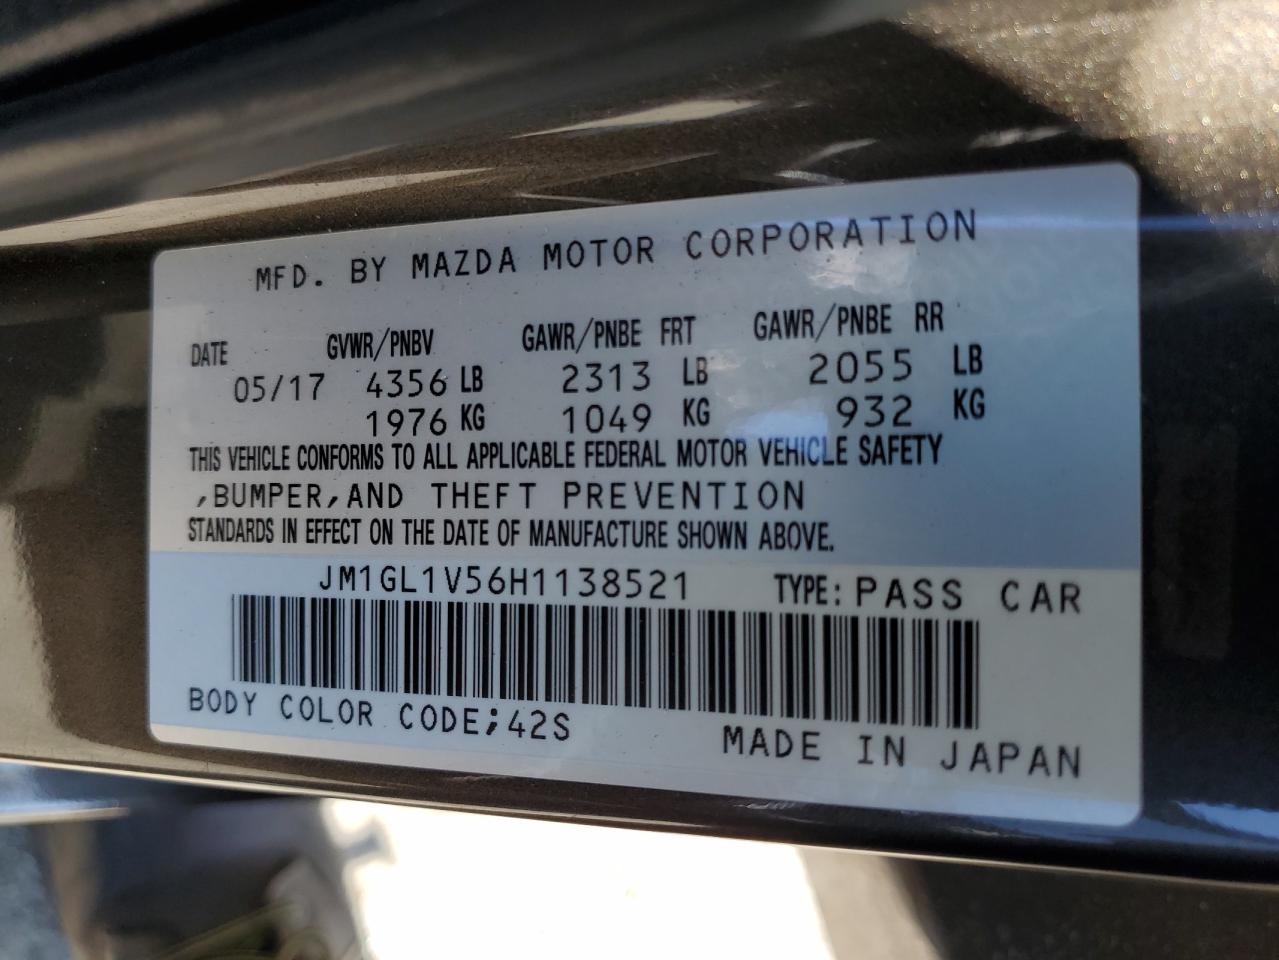 MFD. BY MAZDA MOTOR CORPORATION
DATE GVWR/PNBV GAWR/PNBE FRT GAWR/PNBE RR
05/17 4356 LB 2313 LB 2055 LB
1976 KG 1049 KG 932 KG
THIS VEHICLE CONFORMS TO ALL APPLICABLE FEDERAL MOTOR VEHICLE SAFETY
,BUMPER,AND THEFT PREVENTION
STANDARDS IN EFFECT ON THE DATE OF MANUFACTURE SHOWN ABOVE.
JM1GL1V56H1138521 TYPE: PASS CAR
BODY COLOR CODE;42S
MADE IN JAPAN